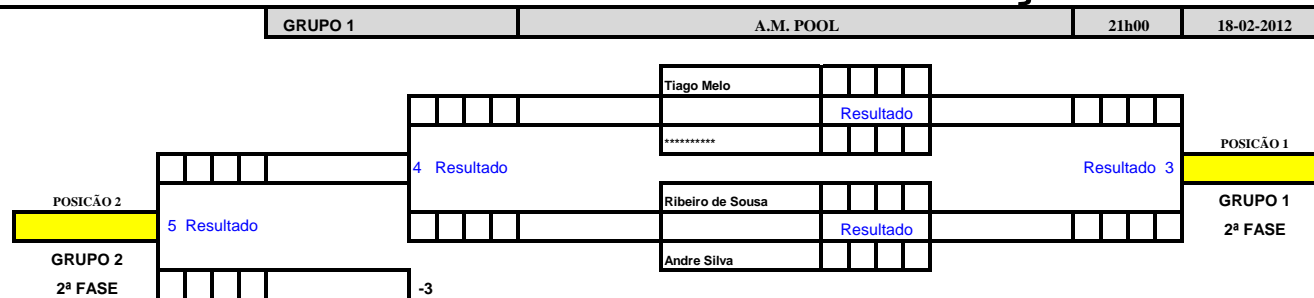 GRUPO 1 A.M. POOL 21h00 18-02-2012
Tiago Melo
Resultado
**********
POSICÃO 1
4 Resultado
Resultado 3
POSICÃO 2
Ribeiro de Sousa
GRUPO 1
5 Resultado
Resultado
2ª FASE
GRUPO 2
Andre Silva
2ª FASE
-3